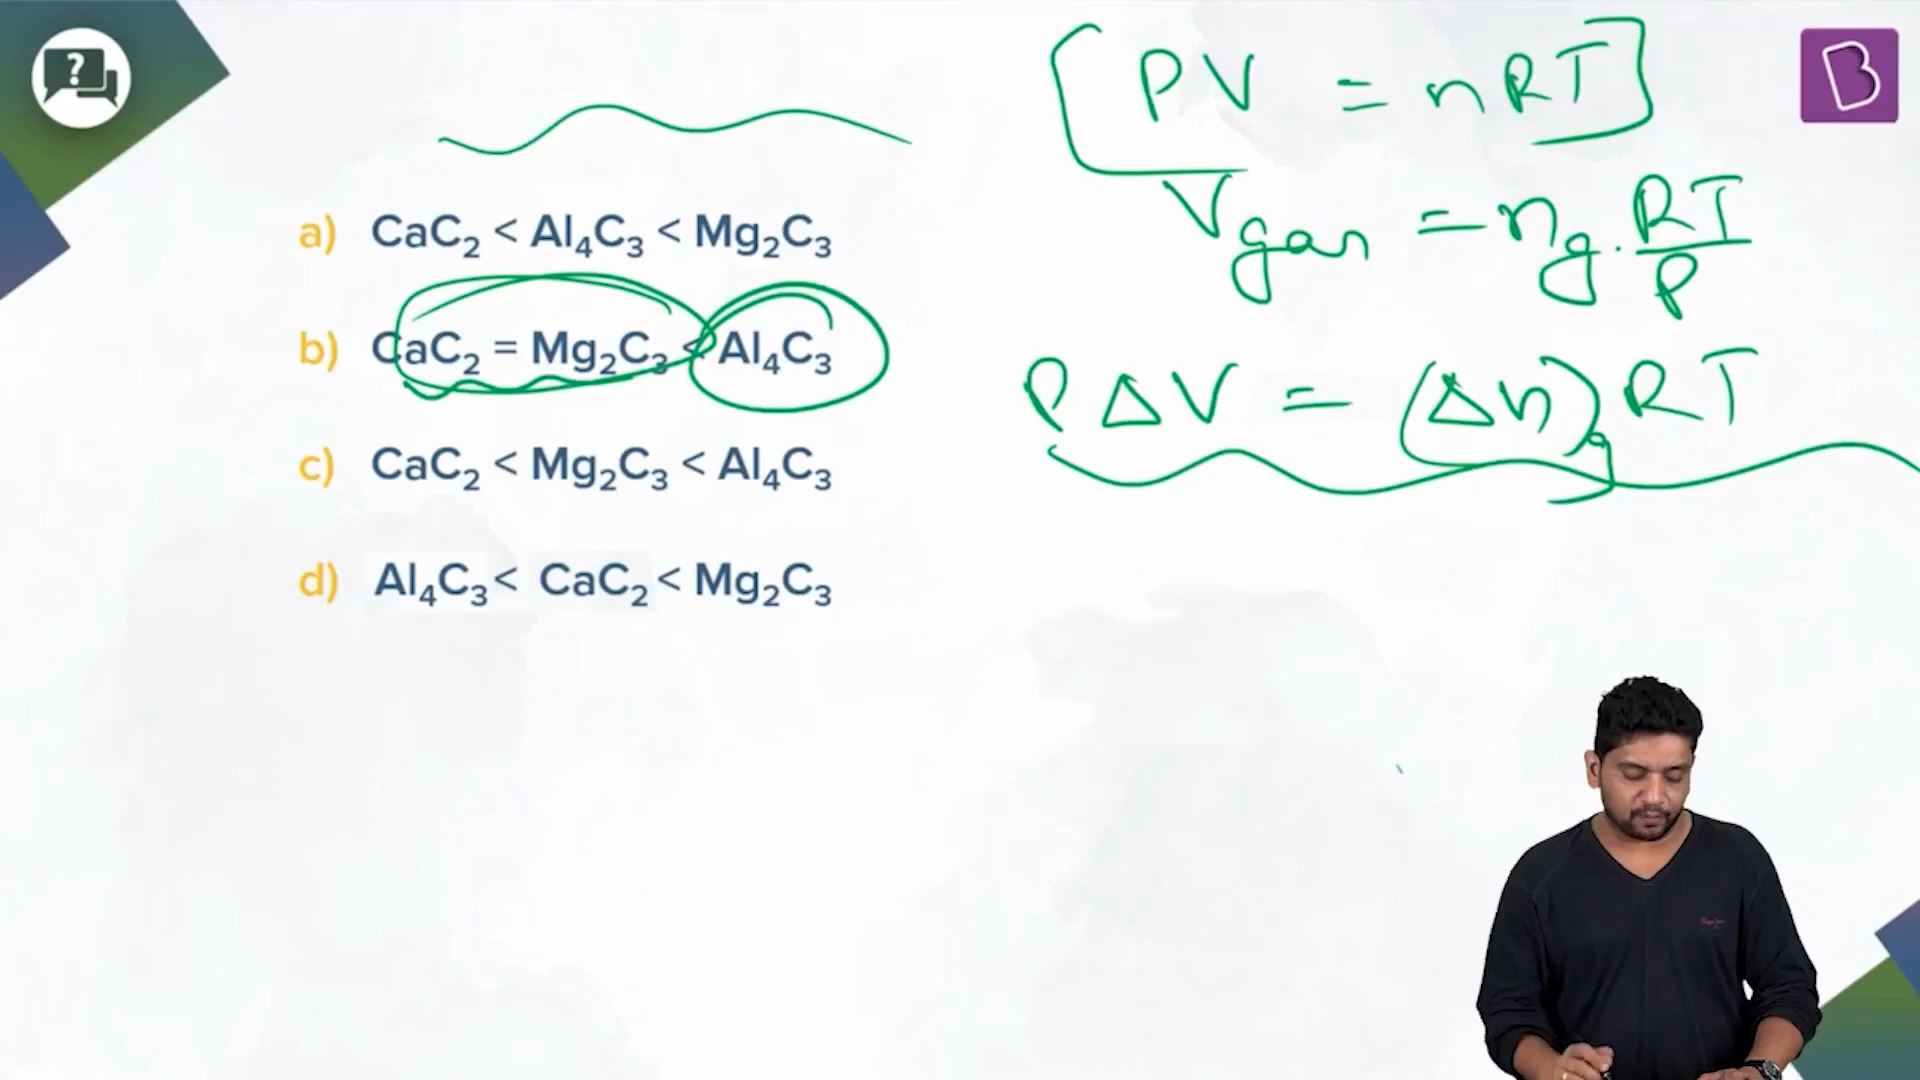 ?
B
PV = nRT
V gas = ng . RT/P
a) CaC₂ < Al₄C₃ < Mg₂C₃
b) CaC₂ = Mg₂C₃ < Al₄C₃
PΔV = (Δn)g RT
c) CaC₂ < Mg₂C₃ < Al₄C₃
d) Al₄C₃ < CaC₂ < Mg₂C₃